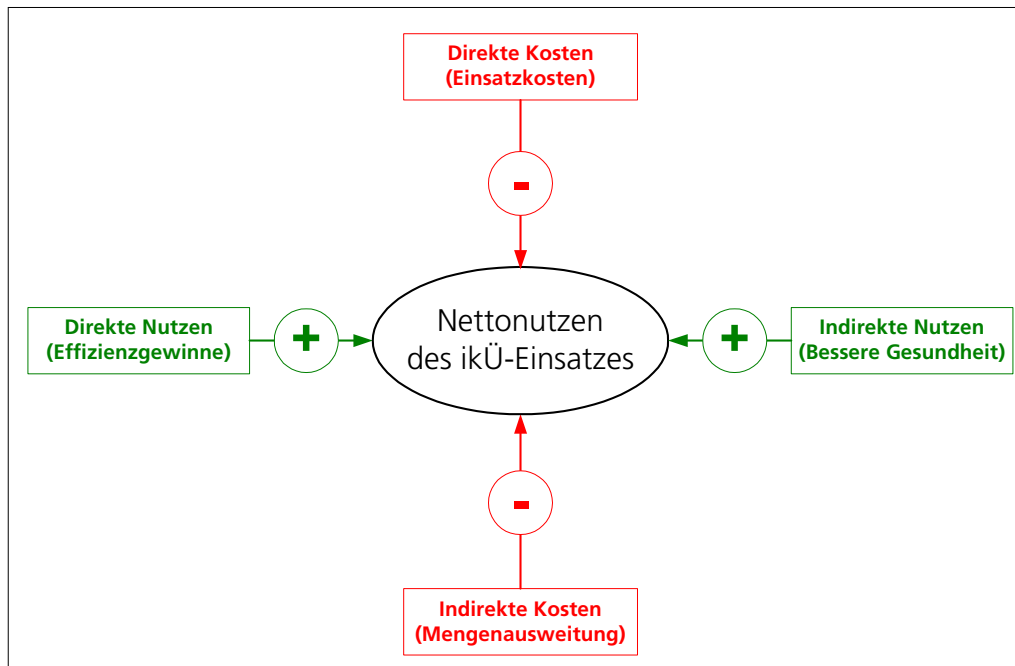 Direkte Kosten
(Einsatzkosten)
-
Direkte Nutzen
(Effizienzgewinne)
+
Nettonutzen
des ikÜ-Einsatzes
+
Indirekte Nutzen
(Bessere Gesundheit)
-
Indirekte Kosten
(Mengenausweitung)